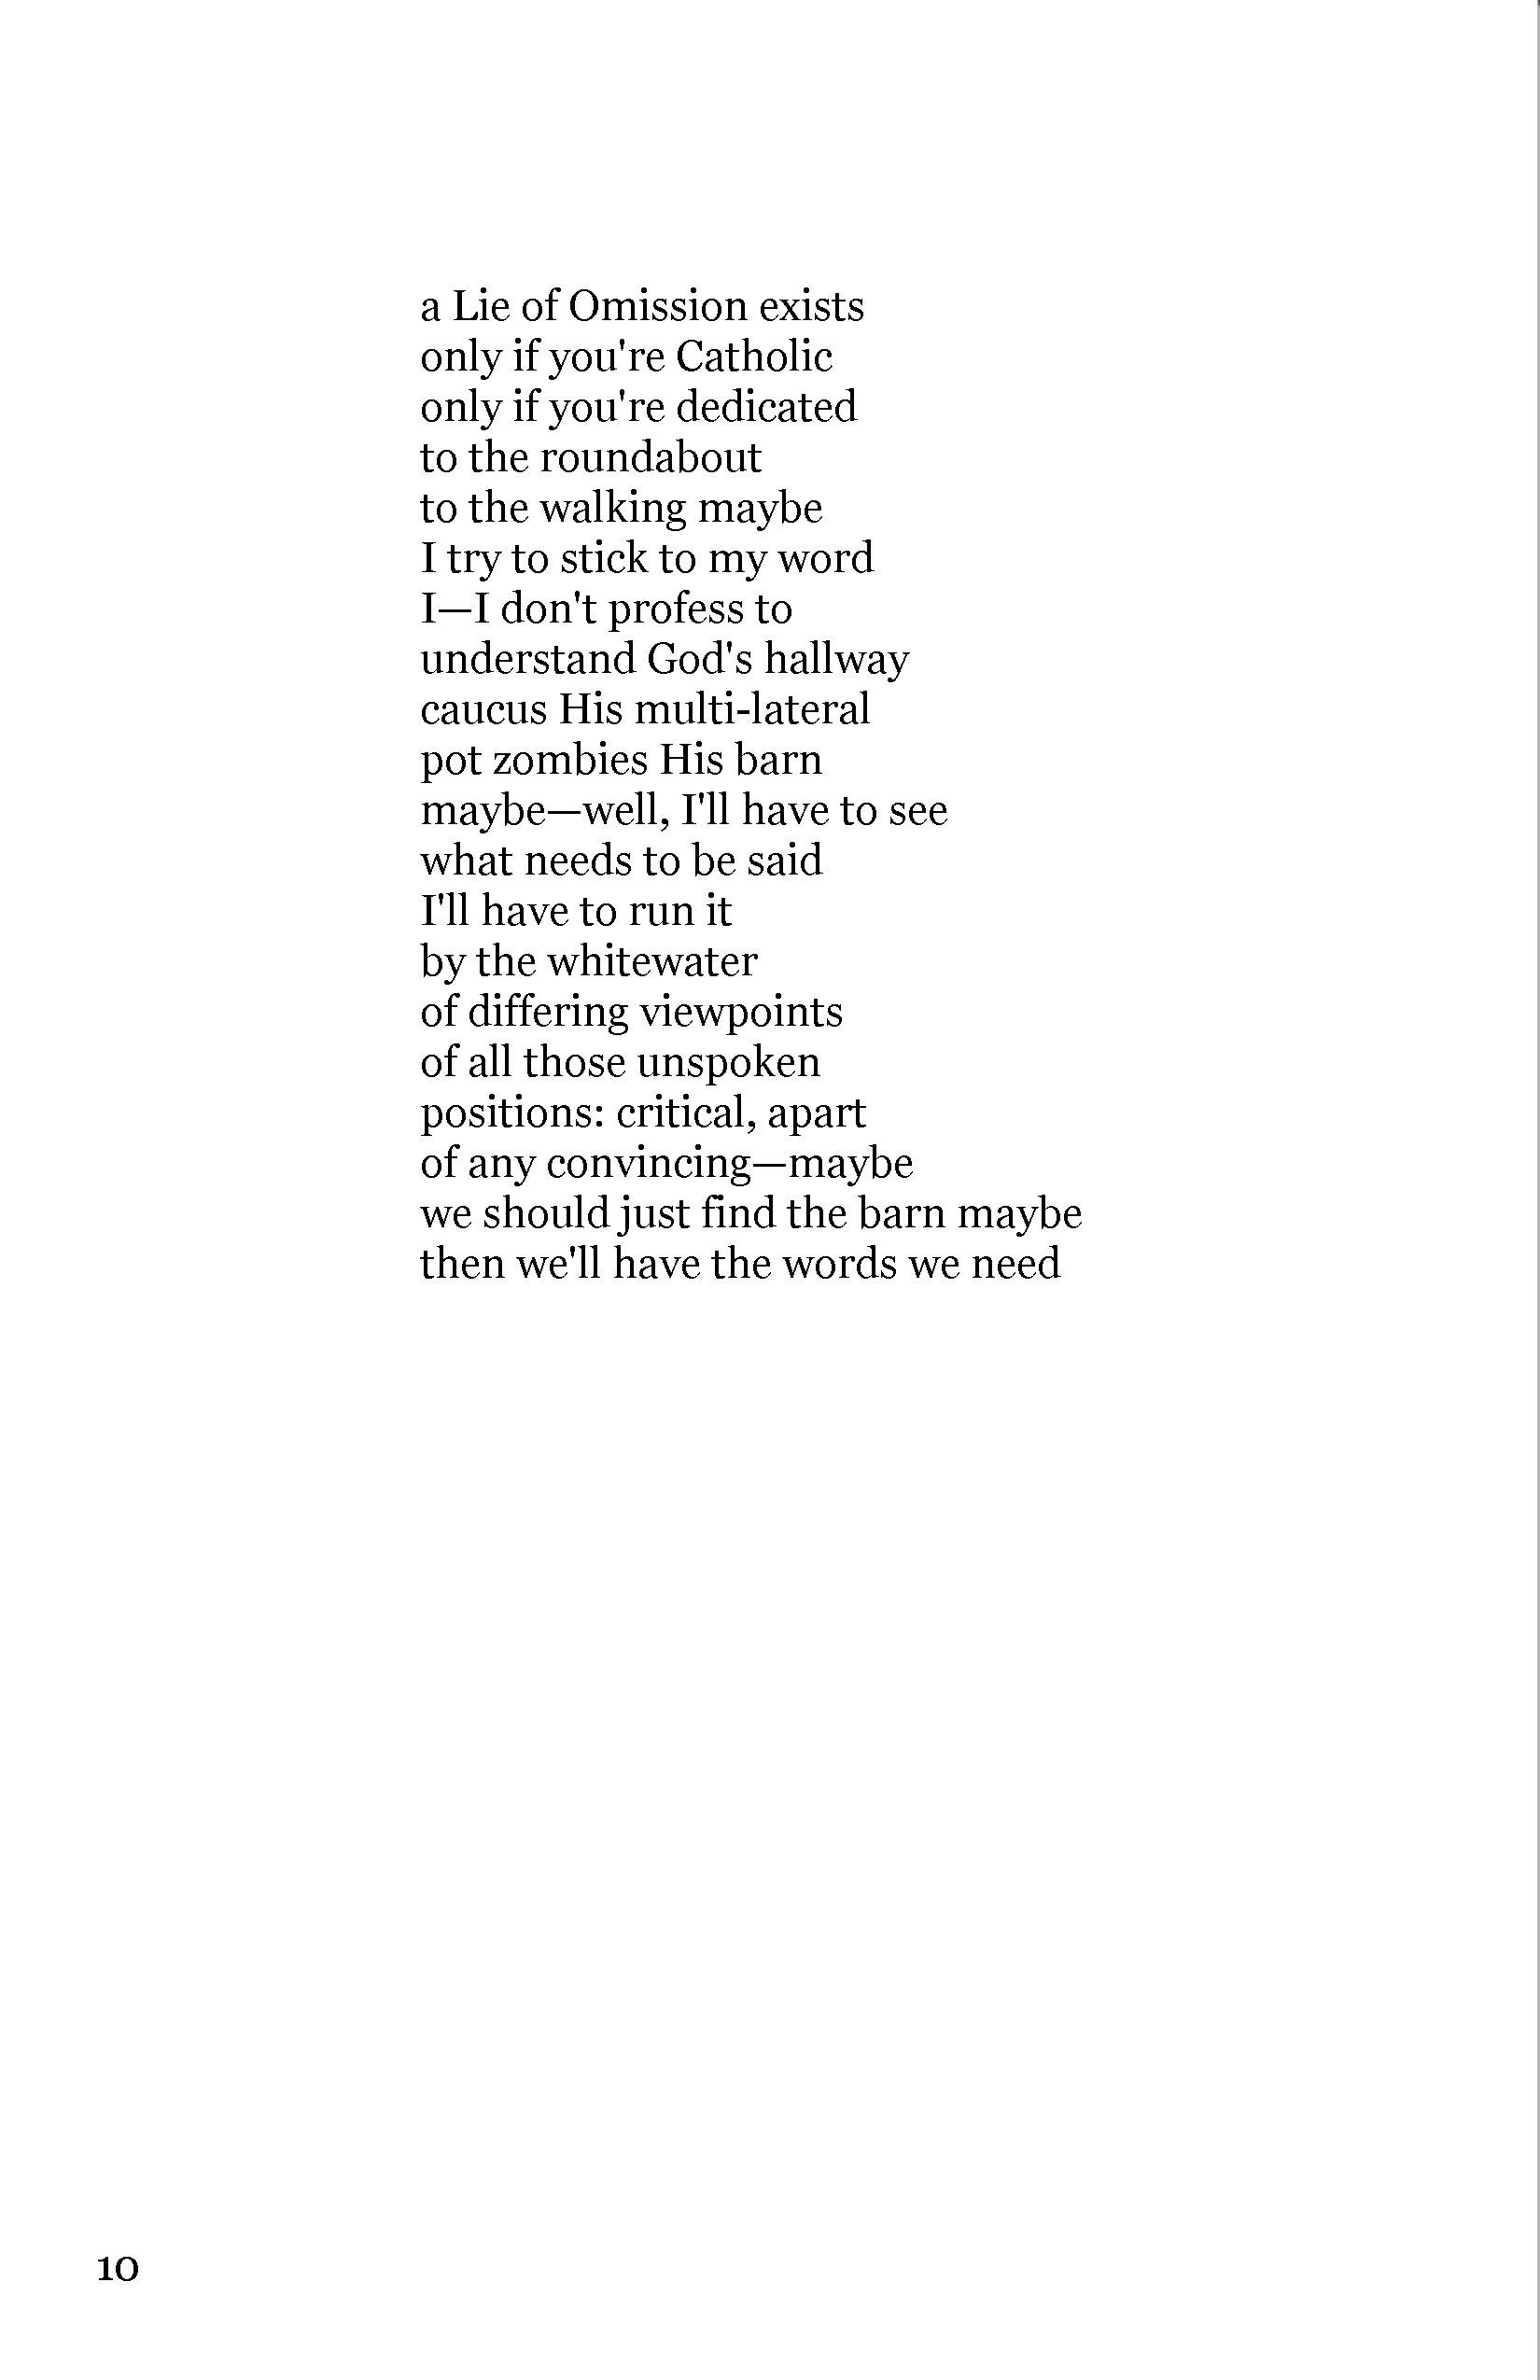 a Lie of Omission exists
only if you're Catholic
only if you're dedicated
to the roundabout
to the walking maybe
I try to stick to my word
I—I don't profess to
understand God's hallway
caucus His multi-lateral
pot zombies His barn
maybe—well, I'll have to see
what needs to be said
I'll have to run it
by the whitewater
of differing viewpoints
of all those unspoken
positions: critical, apart
of any convincing—maybe
we should just find the barn maybe
then we'll have the words we need
10